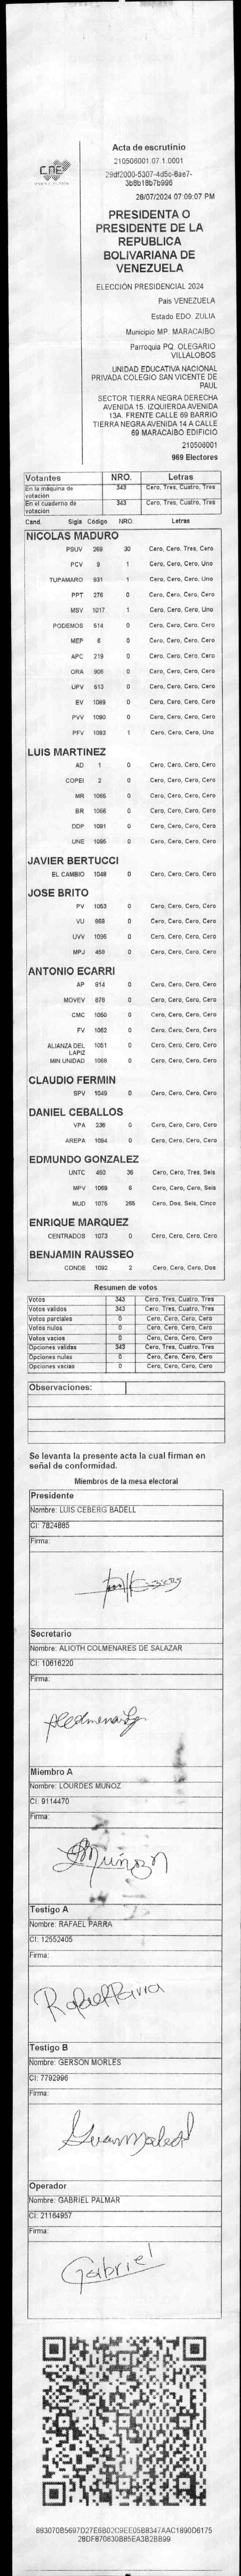 CNE
Acta de escrutinio
210506001.07.1.0001
29df2000-5307-4d5c-8ae7-
3b8b18b7b996
28/07/2024 07:09:07 PM
PRESIDENTA O
PRESIDENTE DE LA
REPUBLICA
BOLIVARIANA DE
VENEZUELA
ELECCIÓN PRESIDENCIAL 2024
País VENEZUELA
Estado EDO. ZULIA
Municipio MP. MARACAIBO
Parroquia PQ. OLEGARIO
VILLALOBOS
UNIDAD EDUCATIVA NACIONAL
PRIVADA COLEGIO SAN VICENTE DE
PAUL
SECTOR TIERRA NEGRA DERECHA
AVENIDA 15. IZQUIERDA AVENIDA
13A. FRENTE CALLE 69 BARRIO
TIERRA NEGRA AVENIDA 14 A CALLE
69 MARACAIBO EDIFICIO
210506001
969 Electores
Votantes NRO. Letras
En la máquina de votación 343 Cero, Tres, Cuatro, Tres
En el cuaderno de votación 343 Cero, Tres, Cuatro, Tres
Cand. Sigla Código NRO. Letras
NICOLAS MADURO
PSUV 269 30 Cero, Cero, Tres, Cero
PCV 9 1 Cero, Cero, Cero, Uno
TUPAMARO 931 1 Cero, Cero, Cero, Uno
PPT 276 0 Cero, Cero, Cero, Cero
MSV 1017 1 Cero, Cero, Cero, Uno
PODEMOS 514 0 Cero, Cero, Cero, Cero
MEP 6 0 Cero, Cero, Cero, Cero
APC 219 0 Cero, Cero, Cero, Cero
ORA 906 0 Cero, Cero, Cero, Cero
UPV 613 0 Cero, Cero, Cero, Cero
EV 1089 0 Cero, Cero, Cero, Cero
PVV 1090 0 Cero, Cero, Cero, Cero
PFV 1093 1 Cero, Cero, Cero, Uno
LUIS MARTINEZ
AD 1 0 Cero, Cero, Cero, Cero
COPEI 2 0 Cero, Cero, Cero, Cero
MR 1065 0 Cero, Cero, Cero, Cero
BR 1066 0 Cero, Cero, Cero, Cero
DDP 1091 0 Cero, Cero, Cero, Cero
UNE 1095 0 Cero, Cero, Cero, Cero
JAVIER BERTUCCI
EL CAMBIO 1048 0 Cero, Cero, Cero, Cero
JOSE BRITO
PV 1053 0 Cero, Cero, Cero, Cero
VU 868 0 Cero, Cero, Cero, Cero
UVV 1096 0 Cero, Cero, Cero, Cero
MPJ 458 0 Cero, Cero, Cero, Cero
ANTONIO ECARRI
AP 914 0 Cero, Cero, Cero, Cero
MOVEV 878 0 Cero, Cero, Cero, Cero
CMC 1050 0 Cero, Cero, Cero, Cero
FV 1062 0 Cero, Cero, Cero, Cero
ALIANZA DEL LAPIZ 1051 0 Cero, Cero, Cero, Cero
MIN UNIDAD 1068 0 Cero, Cero, Cero, Cero
CLAUDIO FERMIN
SPV 1049 0 Cero, Cero, Cero, Cero
DANIEL CEBALLOS
VPA 236 0 Cero, Cero, Cero, Cero
AREPA 1094 0 Cero, Cero, Cero, Cero
EDMUNDO GONZALEZ
UNTC 450 36 Cero, Cero, Tres, Seis
MPV 1069 6 Cero, Cero, Cero, Seis
MUD 1075 265 Cero, Dos, Seis, Cinco
ENRIQUE MARQUEZ
CENTRADOS 1073 0 Cero, Cero, Cero, Cero
BENJAMIN RAUSSEO
CONDE 1092 2 Cero, Cero, Cero, Dos
Resumen de votos
Votos 343 Cero, Tres, Cuatro, Tres
Votos validos 343 Cero, Tres, Cuatro, Tres
Votos parciales 0 Cero, Cero, Cero, Cero
Votos nulos 0 Cero, Cero, Cero, Cero
Votos vacios 0 Cero, Cero, Cero, Cero
Opciones validas 343 Cero, Tres, Cuatro, Tres
Opciones nulas 0 Cero, Cero, Cero, Cero
Opciones vacias 0 Cero, Cero, Cero, Cero
Observaciones:
Se levanta la presente acta la cual firman en
señal de conformidad.
Miembros de la mesa electoral
Presidente
Nombre: LUIS CEBERG BADELL
CI: 7824865
Firma:
Secretario
Nombre: ALIOTH COLMENARES DE SALAZAR
CI: 10616220
Firma:
Miembro A
Nombre: LOURDES MUÑOZ
CI: 9114470
Firma:
Testigo A
Nombre: RAFAEL PARRA
CI: 12552405
Firma:
Rafael Parra
Testigo B
Nombre: GERSON MORLES
CI: 7792996
Firma:
Operador
Nombre: GABRIEL PALMAR
CI: 21164957
Firma:
Gabriel
883070B5697D27E6B02C9EE05B8347AAC1890D6175
28DF870830B85EA3B2BB99